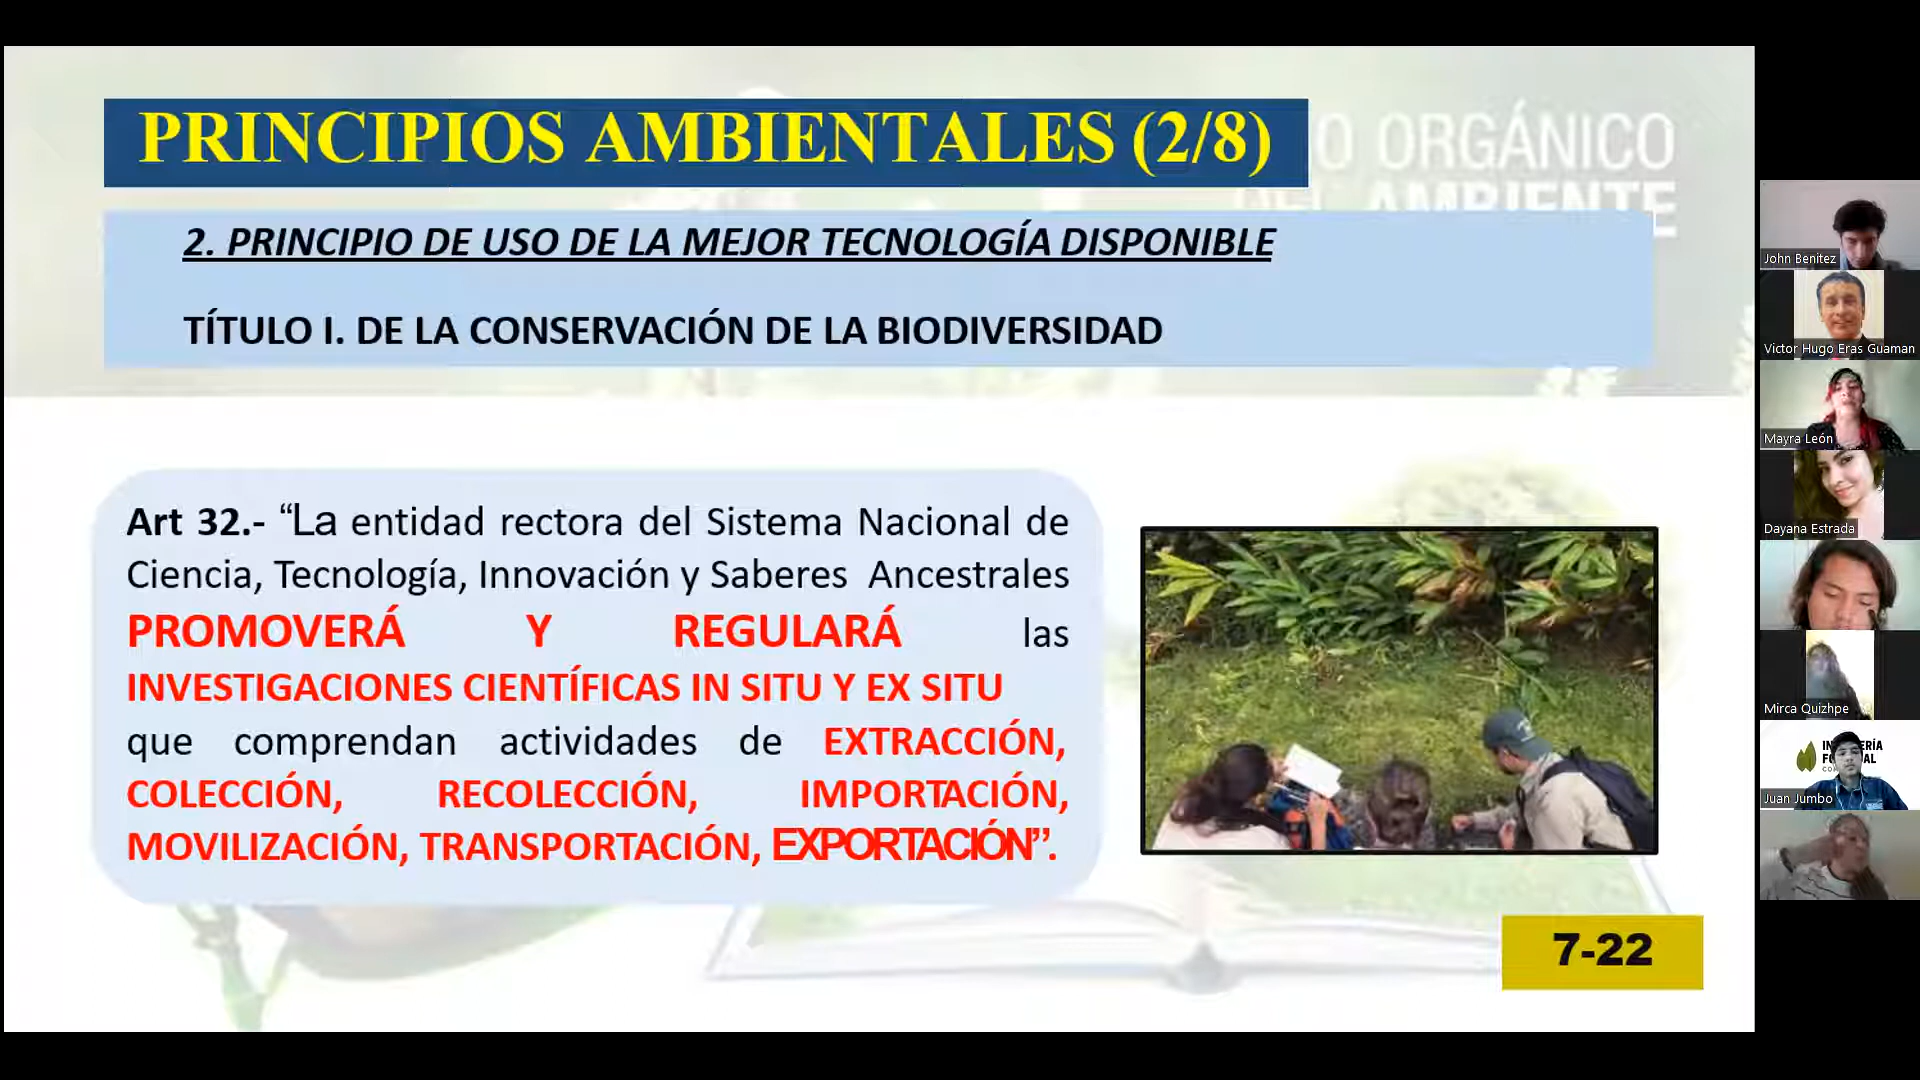 PRINCIPIOS AMBIENTALES (2/8)
O ORGÁNICO
DEL AMBIENTE
2. PRINCIPIO DE USO DE LA MEJOR TECNOLOGÍA DISPONIBLE
TÍTULO I. DE LA CONSERVACIÓN DE LA BIODIVERSIDAD
Art 32.- “La entidad rectora del Sistema Nacional de
Ciencia, Tecnología, Innovación y Saberes Ancestrales
PROMOVERÁ Y REGULARÁ las
INVESTIGACIONES CIENTÍFICAS IN SITU Y EX SITU
que comprendan actividades de EXTRACCIÓN,
COLECCIÓN, RECOLECCIÓN, IMPORTACIÓN,
MOVILIZACIÓN, TRANSPORTACIÓN, EXPORTACIÓN”.
7-22
John Benitez
Victor Hugo Eras Guaman
Mayra León
Dayana Estrada
Mirca Quizhpe
Juan Jumbo